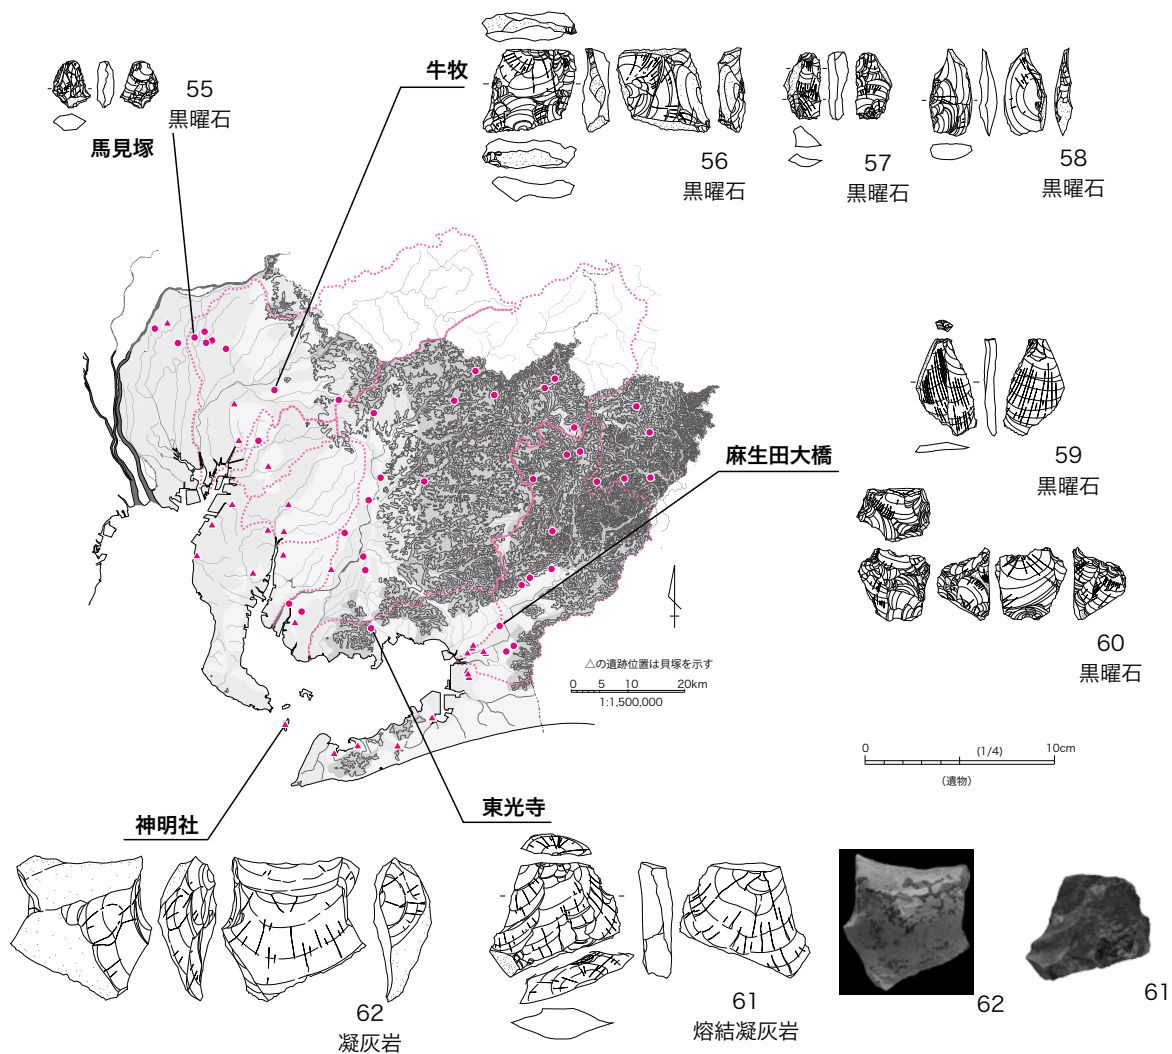 55
黒曜石
馬見塚
牛牧
56
黒曜石
57
黒曜石
58
黒曜石
59
黒曜石
麻生田大橋
60
黒曜石
△の遺跡位置は貝塚を示す
0 5 10 20km
1:1,500,000
0 (1/4) 10cm
(遺物)
神明社
東光寺
62
凝灰岩
61
熔結凝灰岩
62
61